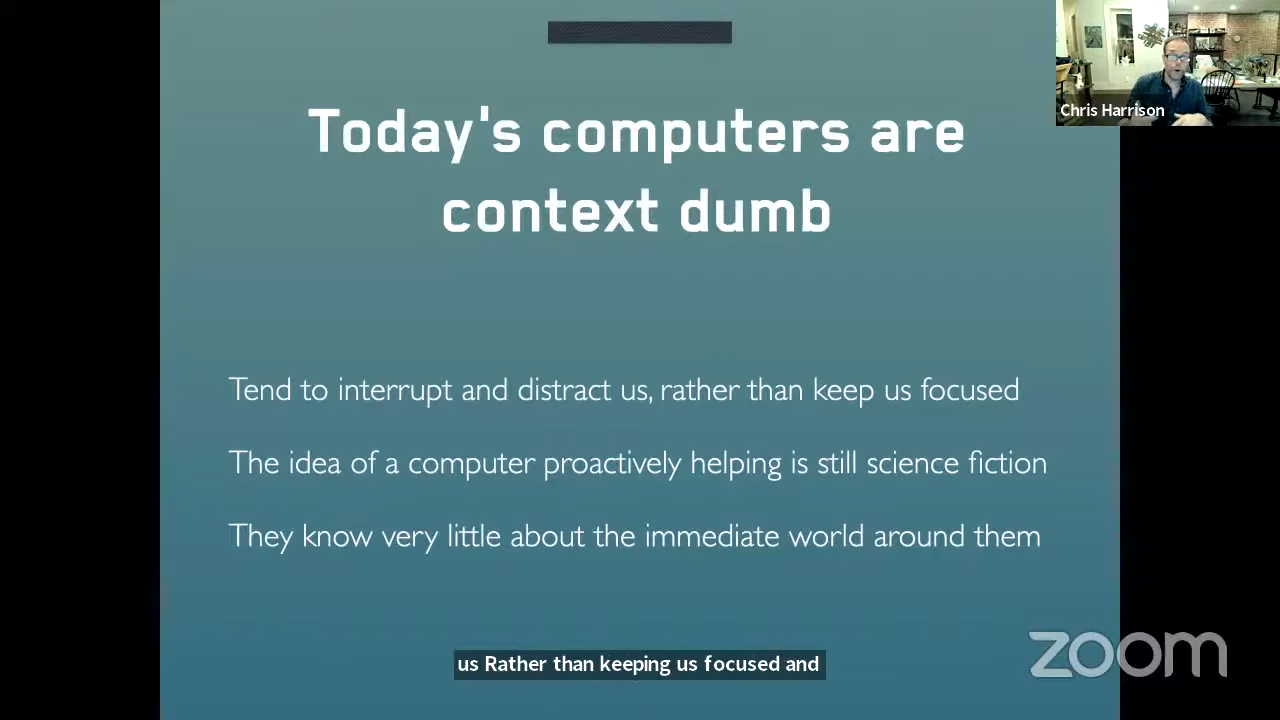 Chris Harrison
Today's computers are
context dumb
Tend to interrupt and distract us, rather than keep us focused
The idea of a computer proactively helping is still science fiction
They know very little about the immediate world around them
us Rather than keeping us focused and
zoom